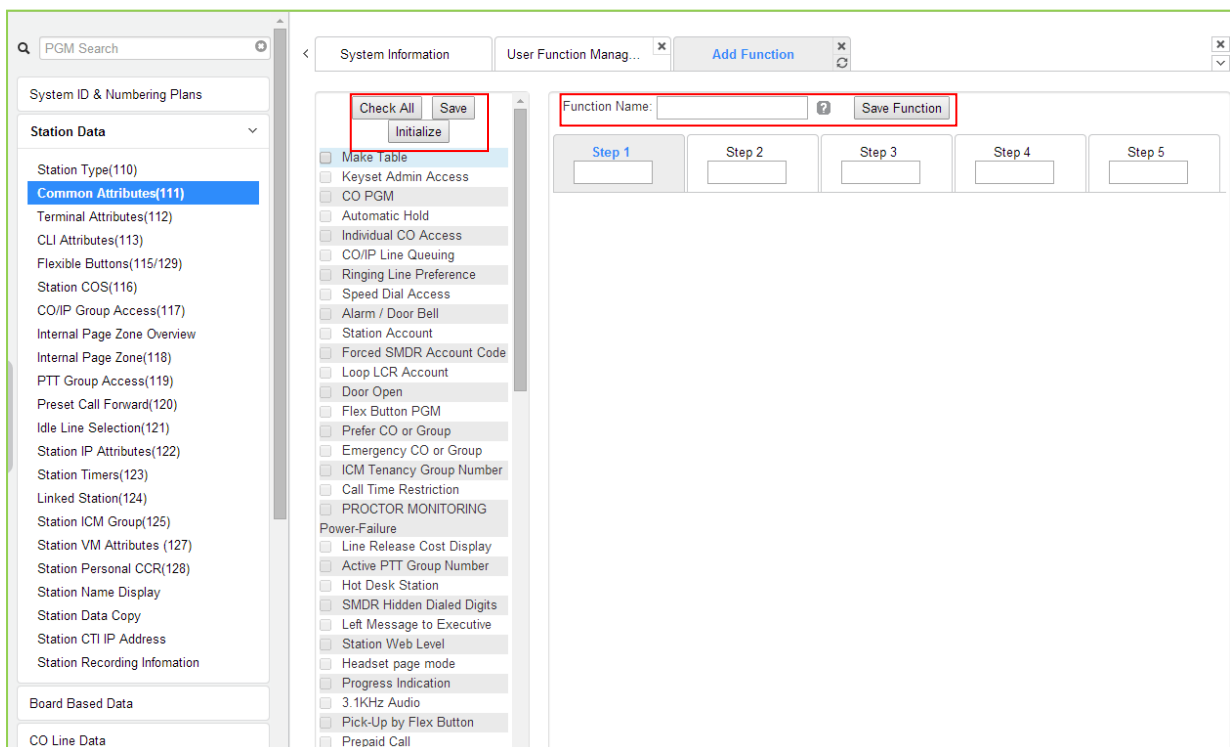 PGM Search
System ID & Numbering Plans
Station Data
Station Type(110)
Common Attributes(111)
Terminal Attributes(112)
CLI Attributes(113)
Flexible Buttons(115/129)
Station COS(116)
CO/IP Group Access(117)
Internal Page Zone Overview
Internal Page Zone(118)
PTT Group Access(119)
Preset Call Forward(120)
Idle Line Selection(121)
Station IP Attributes(122)
Station Timers(123)
Linked Station(124)
Station ICM Group(125)
Station VM Attributes (127)
Station Personal CCR(128)
Station Name Display
Station Data Copy
Station CTI IP Address
Station Recording Infomation
Board Based Data
CO Line Data
System Information
User Function Manag...
Add Function
Check All Save
Initialize
Make Table
Keyset Admin Access
CO PGM
Automatic Hold
Individual CO Access
CO/IP Line Queuing
Ringing Line Preference
Speed Dial Access
Alarm / Door Bell
Station Account
Forced SMDR Account Code
Loop LCR Account
Door Open
Flex Button PGM
Prefer CO or Group
Emergency CO or Group
ICM Tenancy Group Number
Call Time Restriction
PROCTOR MONITORING
Power-Failure
Line Release Cost Display
Active PTT Group Number
Hot Desk Station
SMDR Hidden Dialed Digits
Left Message to Executive
Station Web Level
Headset page mode
Progress Indication
3.1KHz Audio
Pick-Up by Flex Button
Prepaid Call
Function Name: ? Save Function
Step 1
Step 2
Step 3
Step 4
Step 5